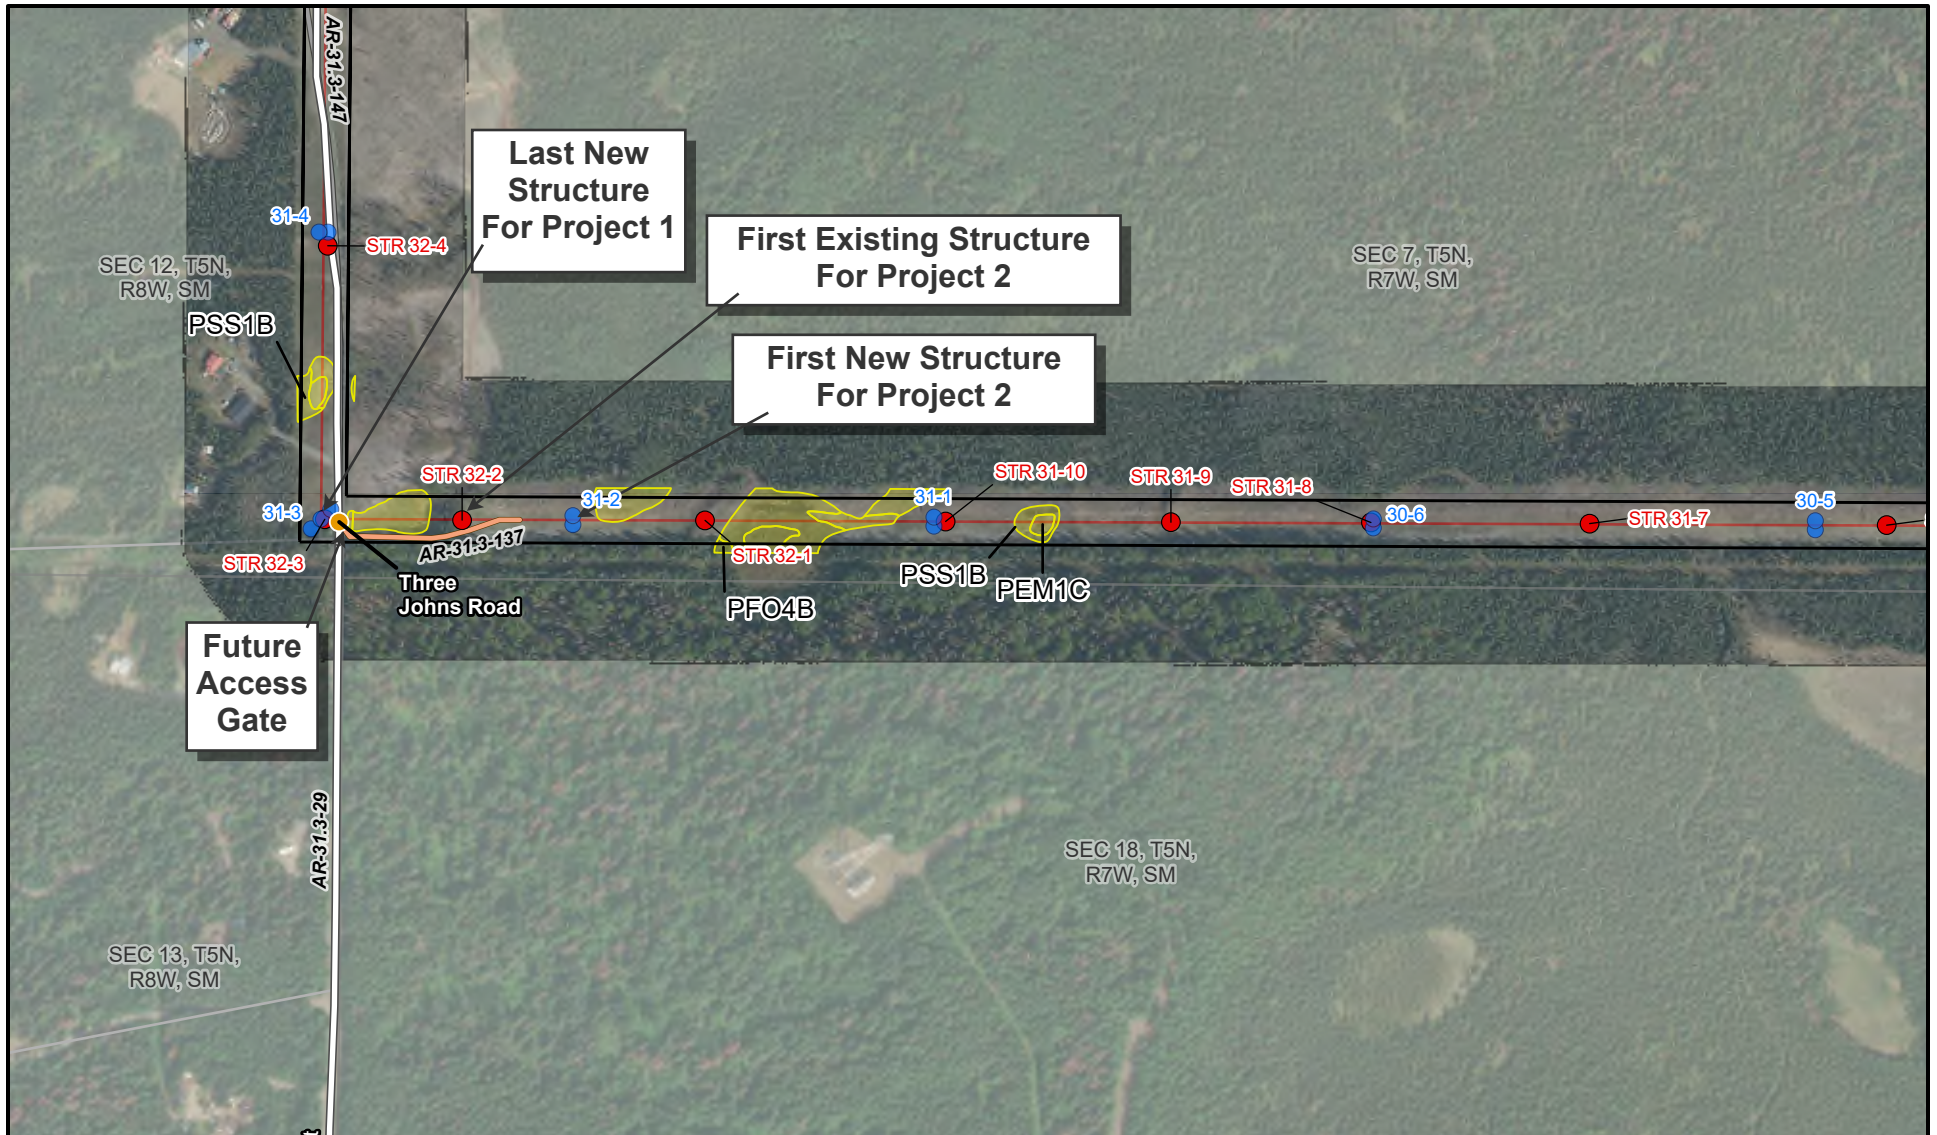 AR-31.3-147
Last New
Structure
For Project 1
31-4
STR 32-4
First Existing Structure
For Project 2
SEC 7, T5N,
R7W, SM
SEC 12, T5N,
R8W, SM
PSS1B
First New Structure
For Project 2
STR 32-2
31-2
31-1
STR 31-10
STR 31-9
STR 31-8
30-6
STR 31-7
30-5
31-3
STR 32-3
AR-31.3-137
STR 32-1
Three
Johns Road
PSS1B
PEM1C
PFO4B
Future
Access
Gate
AR-31.3-29
SEC 18, T5N,
R7W, SM
SEC 13, T5N,
R8W, SM